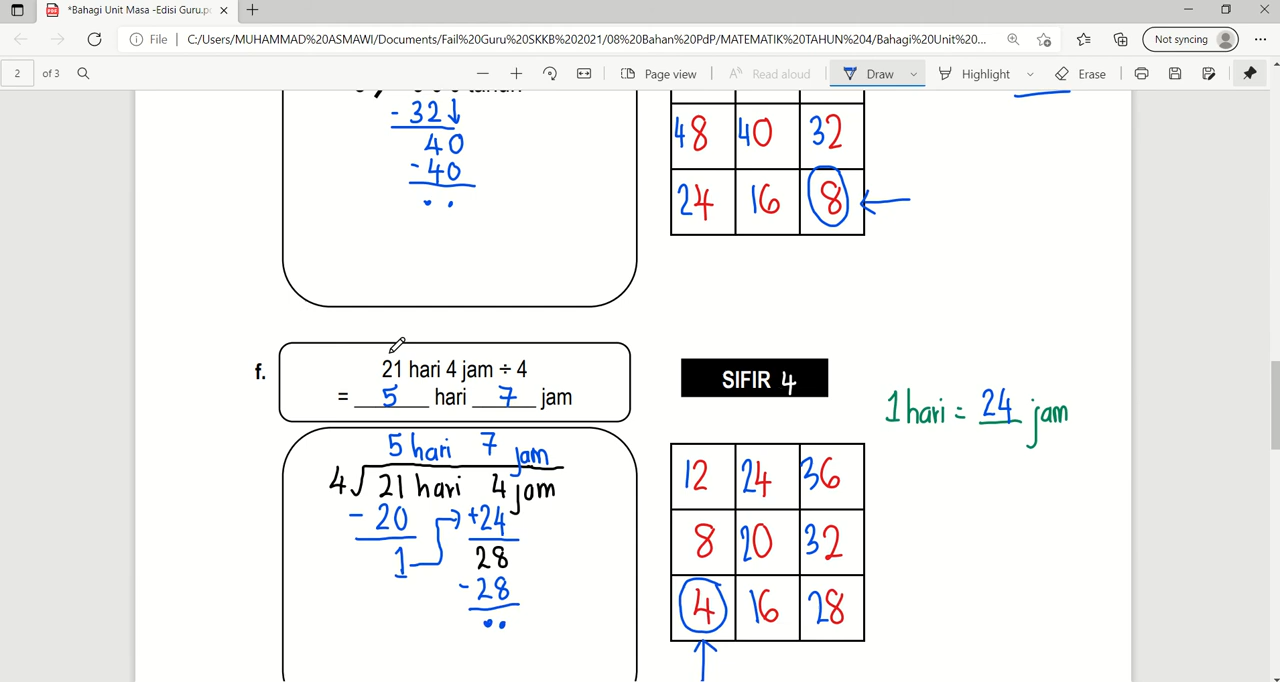 *Bahagi Unit Masa -Edisi Guru.p
File C:/Users/MUHAMMAD%20ASMAWI/Documents/Fail%20Guru%20SKKB%202021/08%20Bahan%20PdP/MATEMATIK%20TAHUN%204/Bahagi%20Unit%20... Not syncing
2 of 3 Page view Read aloud Draw Highlight Erase
- 32↓
40
- 40
48 40 32
24 16 8
f.
21 hari 4 jam ÷ 4
= 5 hari 7 jam
SIFIR 4
1 hari = 24 jam
5 hari 7 jam
4 21 hari 4 jam
- 20 +24
1 28
- 28
12 24 36
8 20 32
4 16 28